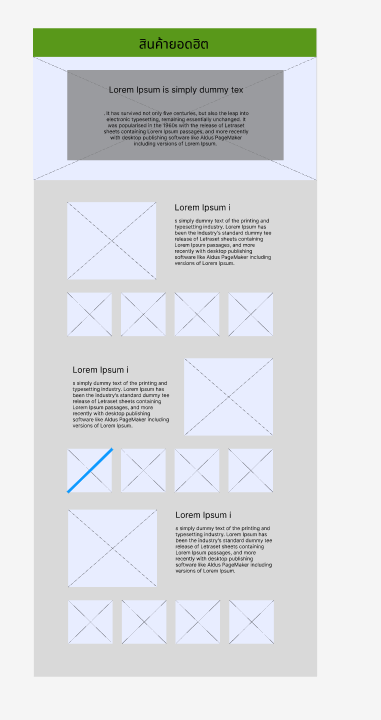 สินค้ายอดฮิต
Lorem Ipsum is simply dummy tex
. It has survived not only five centuries, but also the leap into
electronic typesetting, remaining essentially unchanged. It
was popularised in the 1960s with the release of Letraset
sheets containing Lorem Ipsum passages, and more recently
with desktop publishing software like Aldus PageMaker
including versions of Lorem Ipsum.
Lorem Ipsum i
s simply dummy text of the printing and
typesetting industry. Lorem Ipsum has
been the industry's standard dummy
release of Letraset sheets containing
Lorem Ipsum passages, and more
recently with desktop publishing
software like Aldus PageMaker including
versions of Lorem Ipsum.
Lorem Ipsum i
s simply dummy text of the printing and
typesetting industry. Lorem Ipsum has
been the industry's standard dummy
release of Letraset sheets containing
Lorem Ipsum passages, and more
recently with desktop publishing
software like Aldus PageMaker including
versions of Lorem Ipsum.
Lorem Ipsum i
s simply dummy text of the printing and
typesetting industry. Lorem Ipsum has
been the industry's standard dummy
release of Letraset sheets containing
Lorem Ipsum passages, and more
recently with desktop publishing
software like Aldus PageMaker including
versions of Lorem Ipsum.